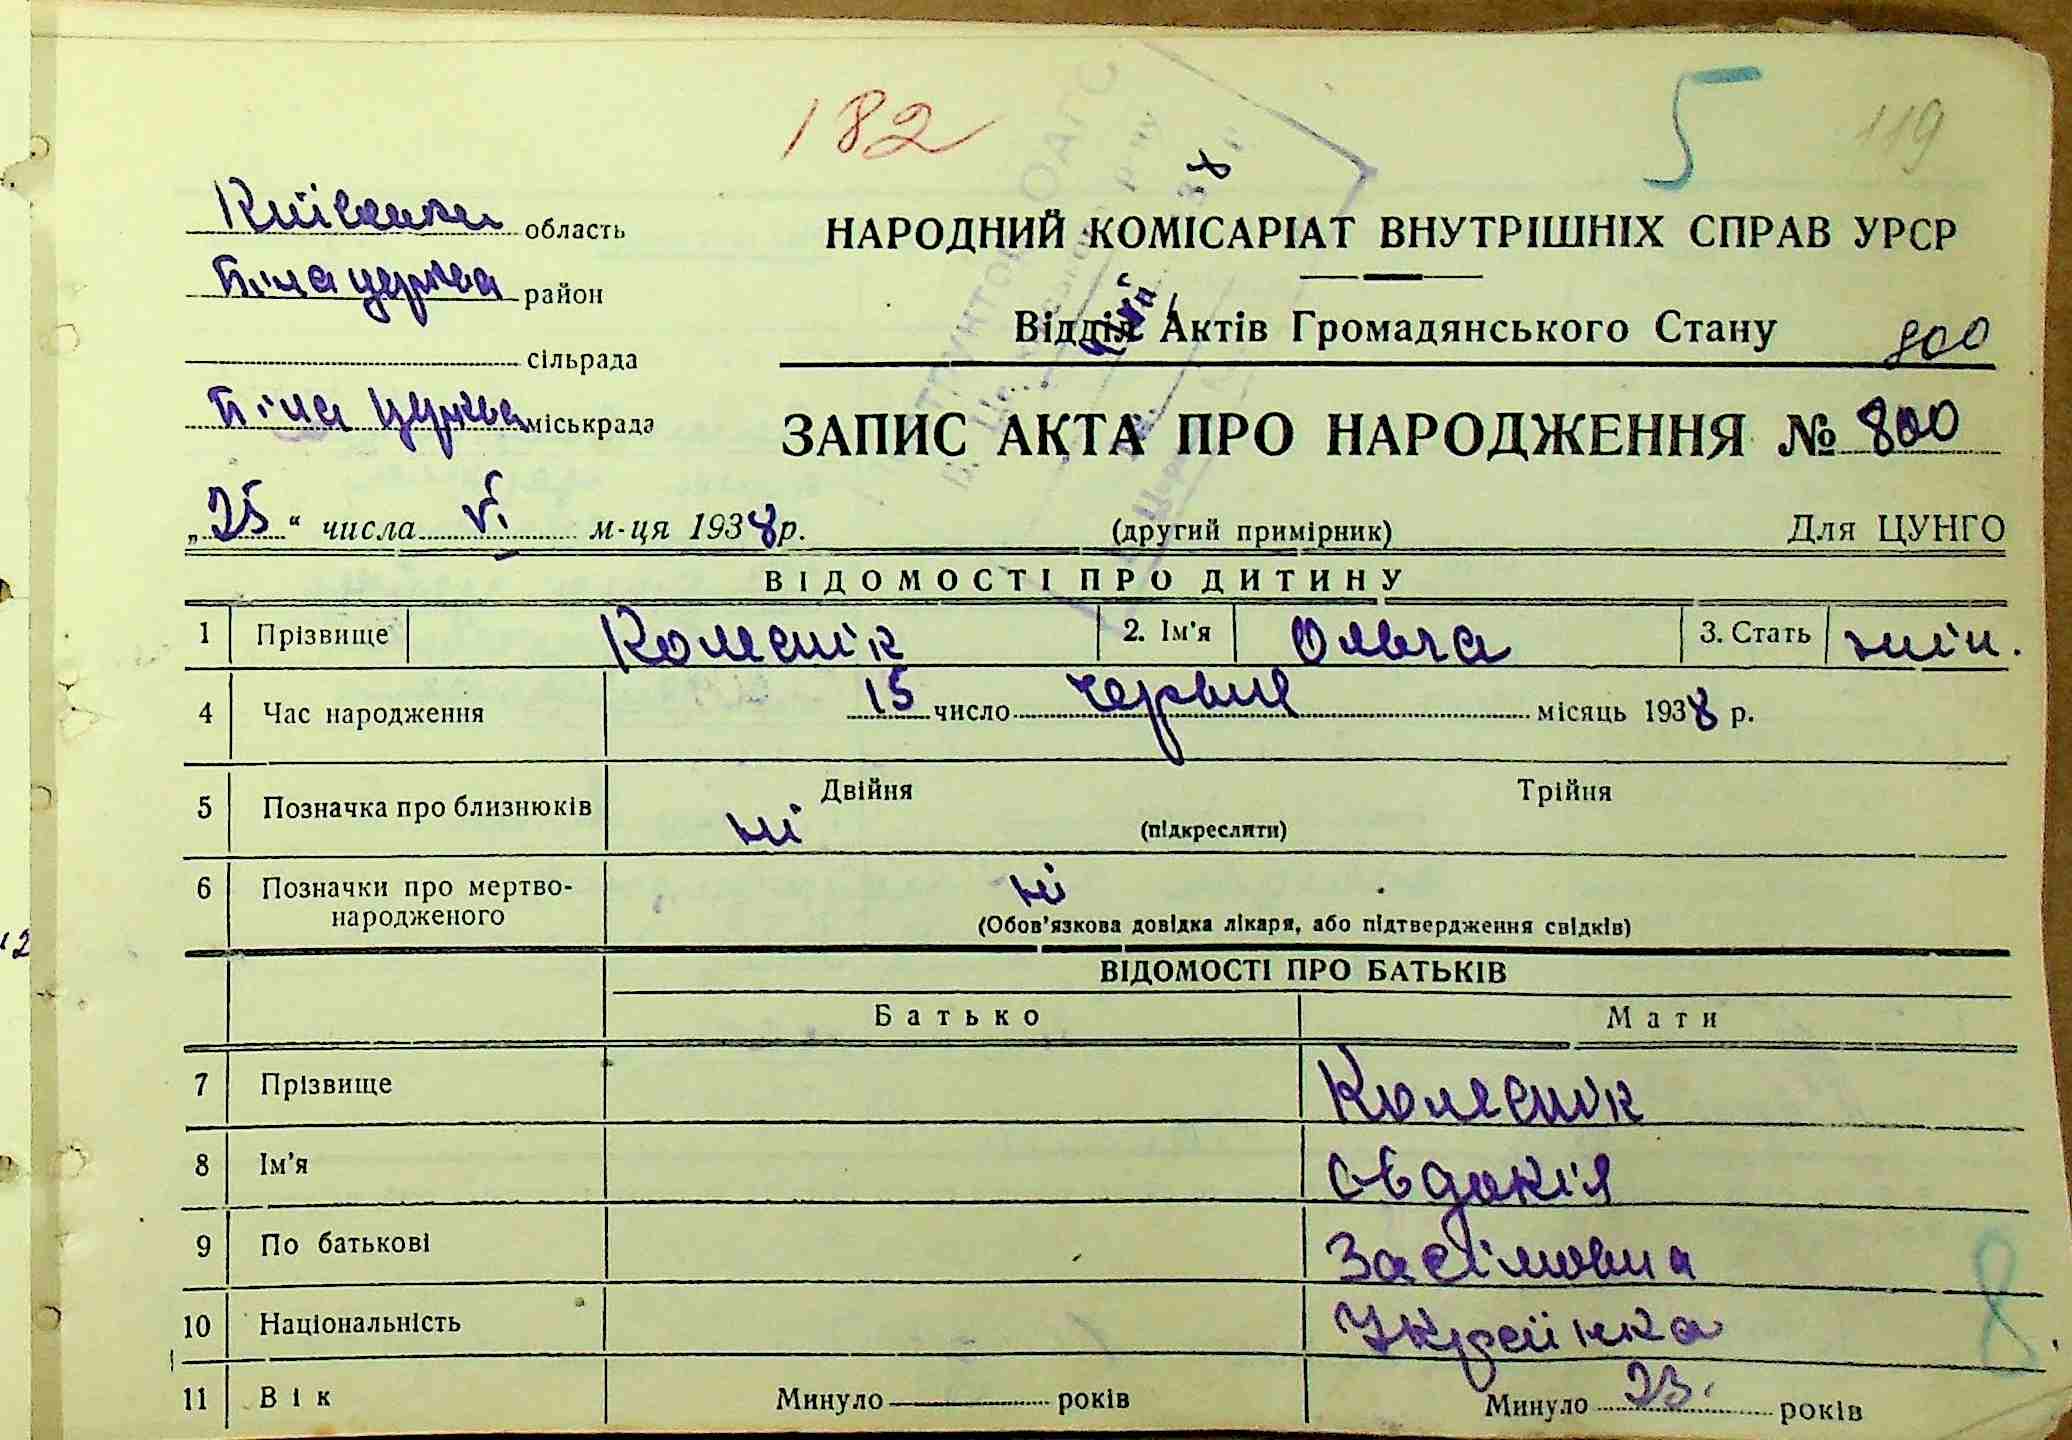 182
5
119
Київська область
НАРОДНИЙ КОМІСАРІАТ ВНУТРІШНІХ СПРАВ УРСР
Біла церква район
Відділ Актів Громадянського Стану 800
сільрада
Біла Церква міськрада
ЗАПИС АКТА ПРО НАРОДЖЕННЯ № 800
„25“ числа VI м-ця 1938 р. (другий примірник) Для ЦУНГО
ВІДОМОСТІ ПРО ДИТИНУ
1 Прізвище Колеснік 2. Ім'я Ольга 3. Стать жін.
4 Час народження 15 число червня місяць 1938 р.
5 Позначка про близнюків ні Двійня Трійня
(підкреслити)
6 Позначки про мертво-
народженого ні
(Обов'язкова довідка лікаря, або підтвердження свідків)
ВІДОМОСТІ ПРО БАТЬКІВ
Батько Мати
7 Прізвище Колеснік
8 Ім'я Євдокія
9 По батькові Засімовна
10 Національність Українка
8
11 Вік Минуло років Минуло 23 років